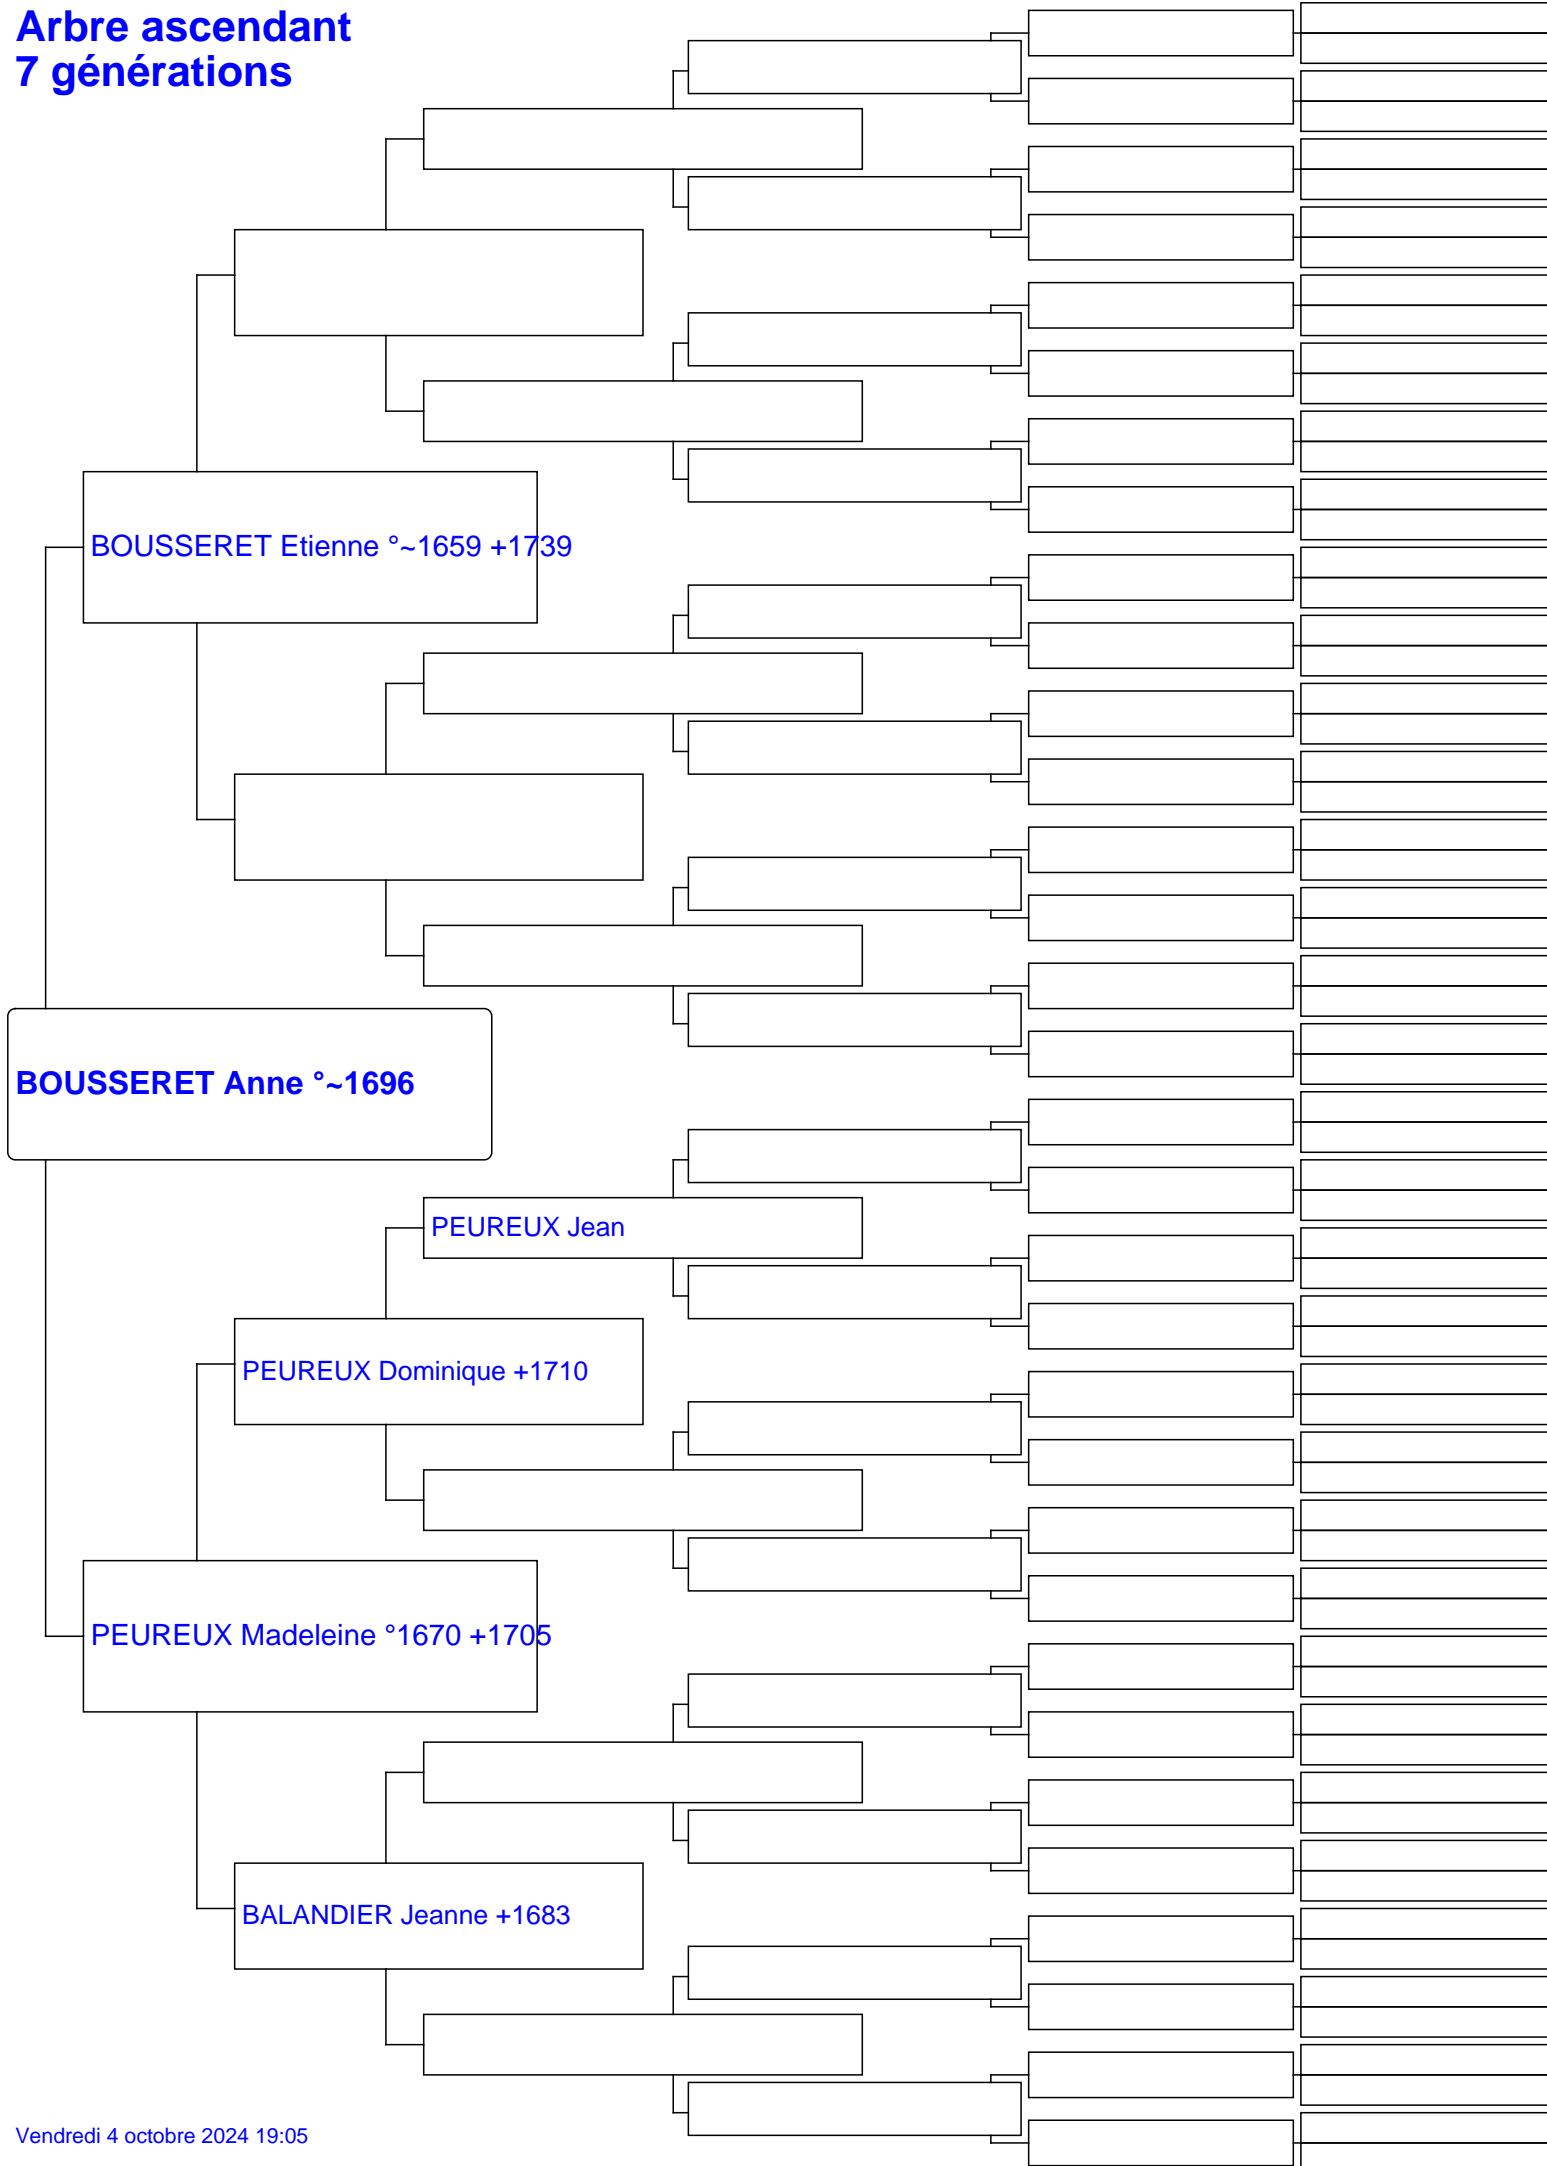 Arbre ascendant
7 générations
BOUSSERET Etienne °~1659 +1739
BOUSSERET Anne °~1696
PEUREUX Jean
PEUREUX Dominique +1710
PEUREUX Madeleine °1670 +1705
BALANDIER Jeanne +1683
Vendredi 4 octobre 2024 19:05